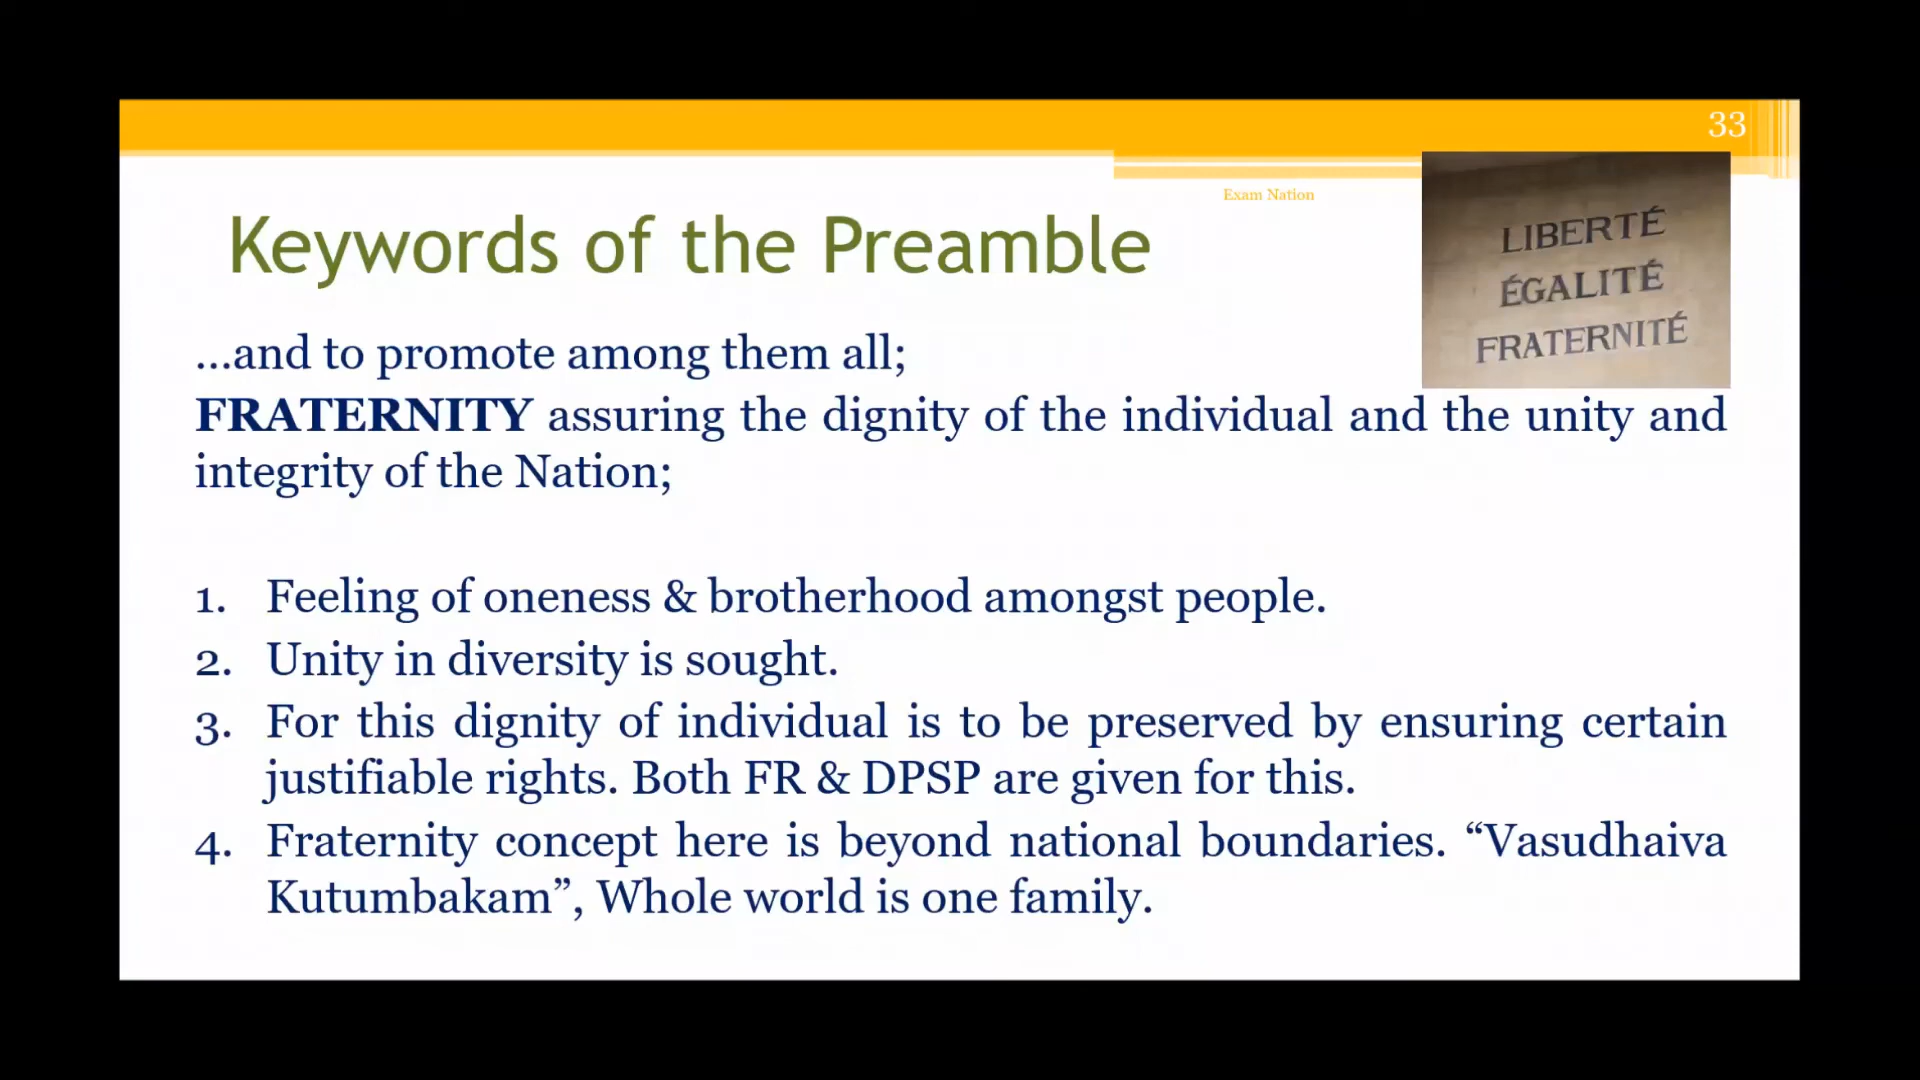 33
Exam Nation
Keywords of the Preamble
LIBERTÉ
ÉGALITÉ
FRATERNITÉ
...and to promote among them all;
FRATERNITY assuring the dignity of the individual and the unity and
integrity of the Nation;
1. Feeling of oneness & brotherhood amongst people.
2. Unity in diversity is sought.
3. For this dignity of individual is to be preserved by ensuring certain
justifiable rights. Both FR & DPSP are given for this.
4. Fraternity concept here is beyond national boundaries. “Vasudhaiva
Kutumbakam”, Whole world is one family.